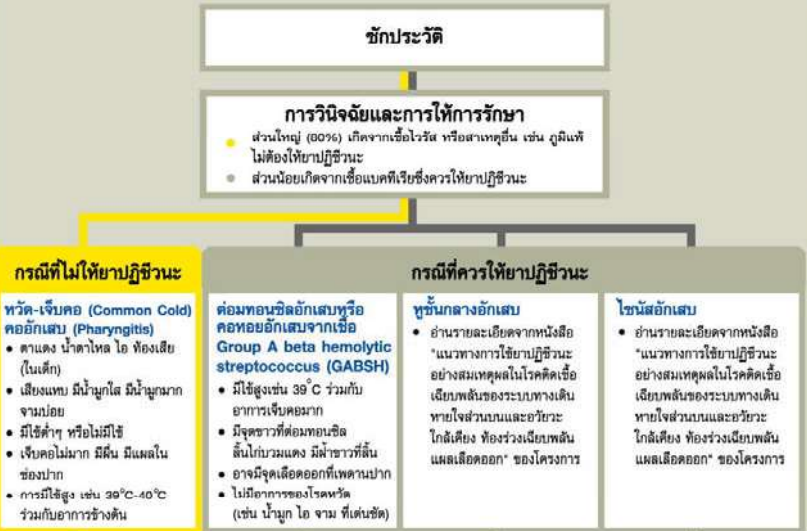 ซักประวัติ
การวินิจฉัยและการให้การรักษา
ส่วนใหญ่ (80%) เกิดจากเชื้อไวรัส หรือสาเหตุอื่น เช่น ภูมิแพ้
ไม่ต้องให้ยาปฏิชีวนะ
ส่วนน้อยเกิดจากเชื้อแบคทีเรียซึ่งควรให้ยาปฏิชีวนะ
กรณีที่ไม่ให้ยาปฏิชีวนะ
กรณีที่ควรให้ยาปฏิชีวนะ
หวัด-เจ็บคอ (Common Cold)
คออักเสบ (Pharyngitis)
• ตาแดง น้ำตาไหล ไอ ท้องเสีย
(ในเด็ก)
• เสียงแหบ มีน้ำมูกใส มีน้ำมูกมาก
จามบ่อย
• มีไข้ต่ำๆ หรือไม่มีไข้
• เจ็บคอไม่มาก มีผื่น มีแผลใน
ช่องปาก
• การมีไข้สูง เช่น 39°C-40°C
ร่วมกับอาการข้างต้น
ต่อมทอนซิลอักเสบหรือ
คอหอยอักเสบจากเชื้อ
Group A beta hemolytic
streptococcus (GABSH)
• มีไข้สูงเช่น 39°C ร่วมกับ
อาการเจ็บคอมาก
• มีจุดขาวที่ต่อมทอนซิล
ลิ้นไก่บวมแดง มีฝ้าขาวที่ลิ้น
• อาจมีจุดเลือดออกที่เพดานปาก
• ไม่มีอาการของโรคหวัด
(เช่น น้ำมูก ไอ จาม ที่เด่นชัด)
หูชั้นกลางอักเสบ
• อ่านรายละเอียดจากหนังสือ
"แนวทางการใช้ยาปฏิชีวนะ
อย่างสมเหตุผลในโรคติดเชื้อ
เฉียบพลันของระบบทางเดิน
หายใจส่วนบนและอวัยวะ
ใกล้เคียง ท้องร่วงเฉียบพลัน
แผลเลือดออก" ของโครงการ
ไซนัสอักเสบ
• อ่านรายละเอียดจากหนังสือ
"แนวทางการใช้ยาปฏิชีวนะ
อย่างสมเหตุผลในโรคติดเชื้อ
เฉียบพลันของระบบทางเดิน
หายใจส่วนบนและอวัยวะ
ใกล้เคียง ท้องร่วงเฉียบพลัน
แผลเลือดออก" ของโครงการ